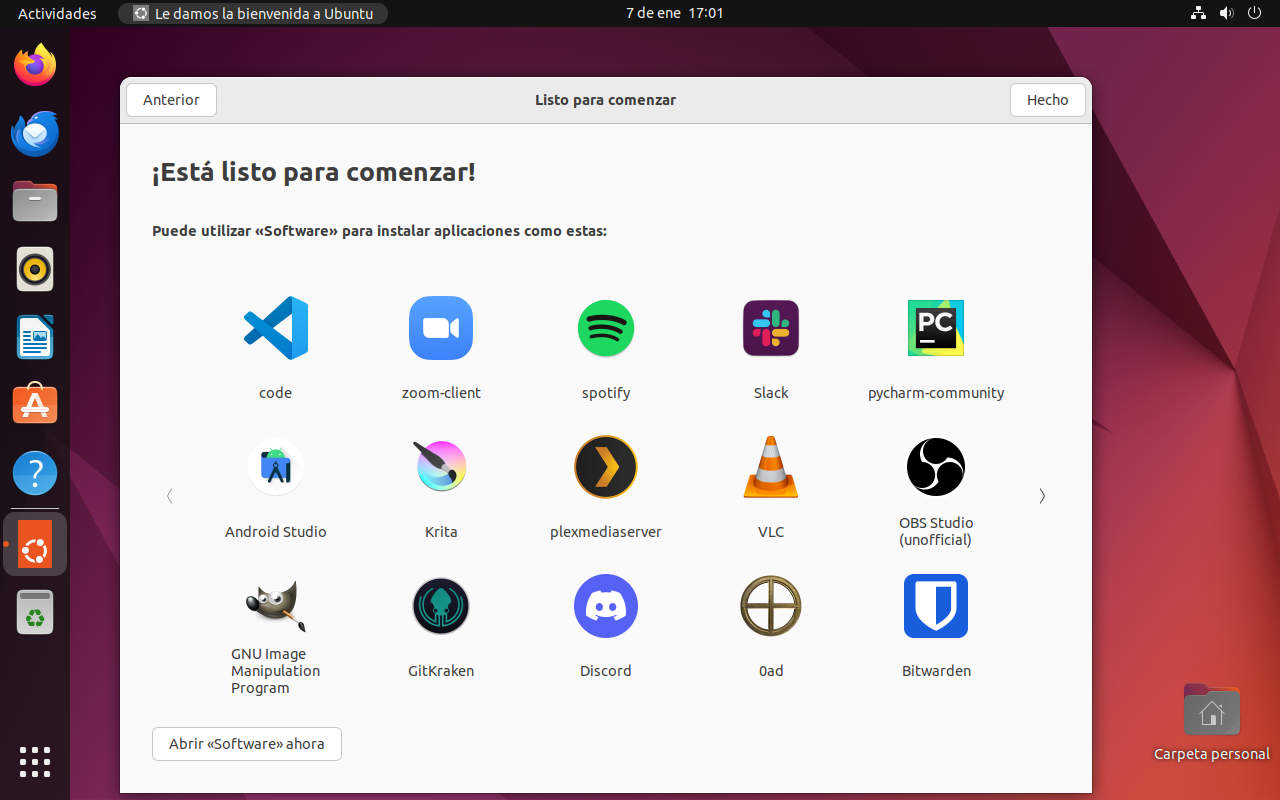 Actividades
Le damos la bienvenida a Ubuntu
7 de ene 17:01
Anterior
Listo para comenzar
Hecho
¡Está listo para comenzar!
Puede utilizar «Software» para instalar aplicaciones como estas:
PC
code
zoom-client
spotify
Slack
pycharm-community
Android Studio
Krita
plexmediaserver
VLC
OBS Studio
(unofficial)
GNU Image
Manipulation
Program
GitKraken
Discord
0ad
Bitwarden
Abrir «Software» ahora
Carpeta personal